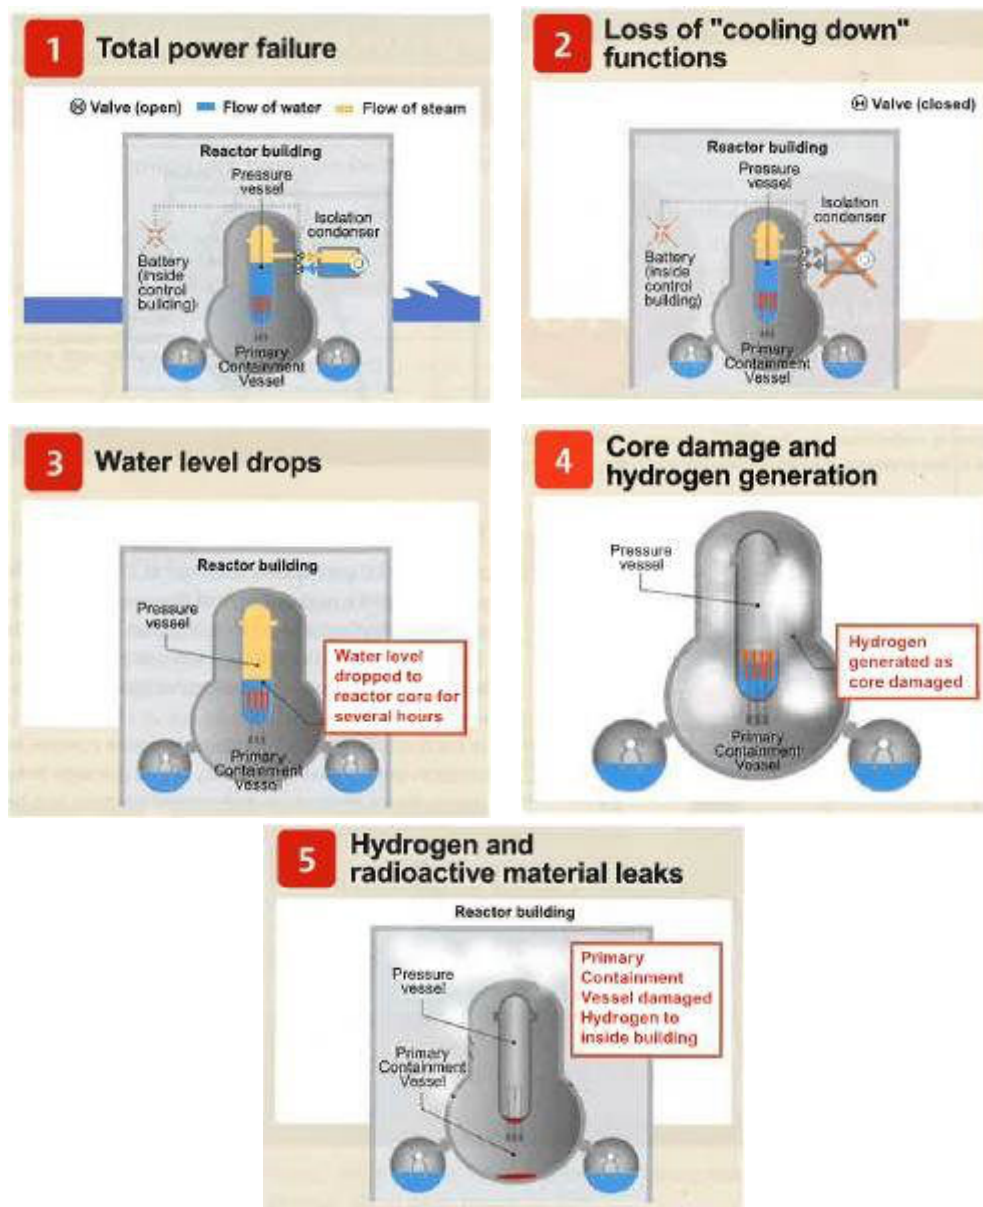 1 Total power failure
Valve (open) Flow of water Flow of steam
Reactor building
Pressure
vessel
Isolation
condenser
Battery
(inside
control
building)
Primary
Containment
Vessel
2 Loss of "cooling down"
functions
Valve (closed)
Reactor building
Pressure
vessel
Isolation
condenser
Battery
(inside
control
building)
Primary
Containment
Vessel
3 Water level drops
Reactor building
Pressure
vessel
Water level
dropped to
reactor core for
several hours
Primary
Containment
Vessel
4 Core damage and
hydrogen generation
Pressure
vessel
Hydrogen
generated as
core damaged
Primary
Containment
Vessel
5 Hydrogen and
radioactive material leaks
Reactor building
Pressure
vessel
Primary
Containment
Vessel damaged
Hydrogen to
inside building
Primary
Containment
Vessel